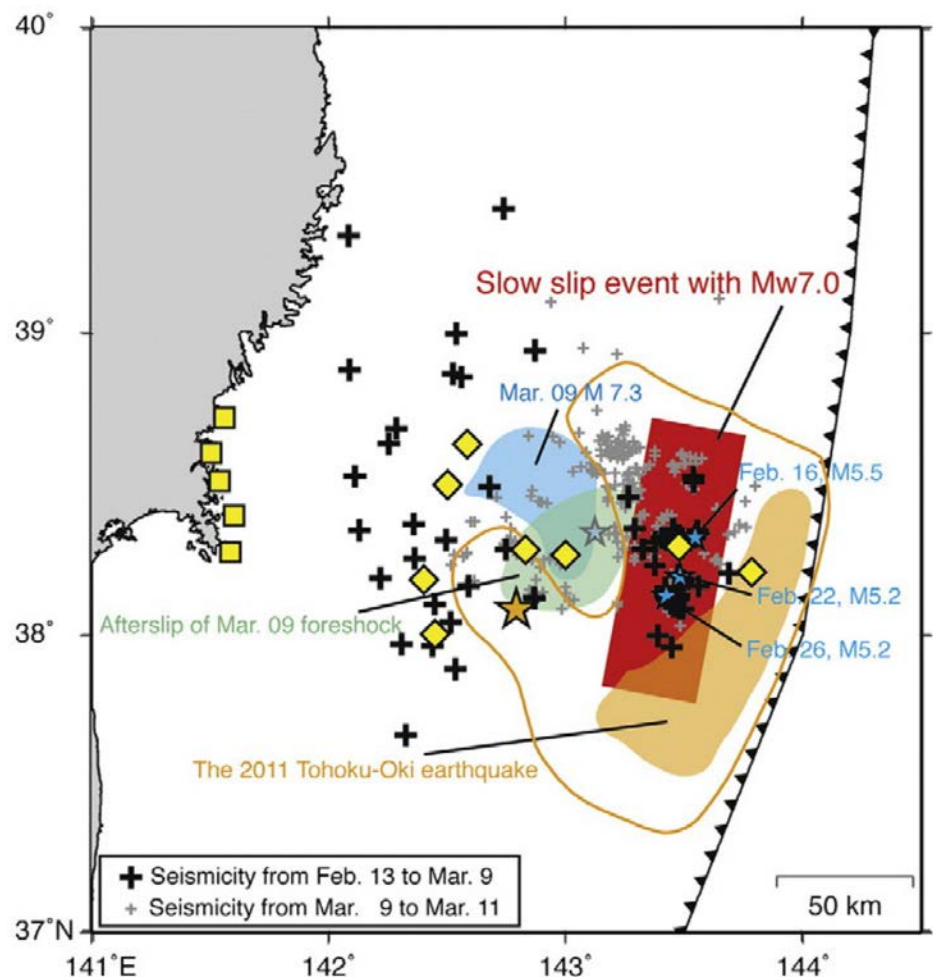 40˚
Slow slip event with Mw7.0
39˚
Mar. 09 M 7.3
Feb. 16, M5.5
Feb. 22, M5.2
Afterslip of Mar. 09 foreshock
38˚
Feb. 26, M5.2
The 2011 Tohoku-Oki earthquake
Seismicity from Feb. 13 to Mar. 9
Seismicity from Mar. 9 to Mar. 11
50 km
37˚N
141˚E 142˚ 143˚ 144˚